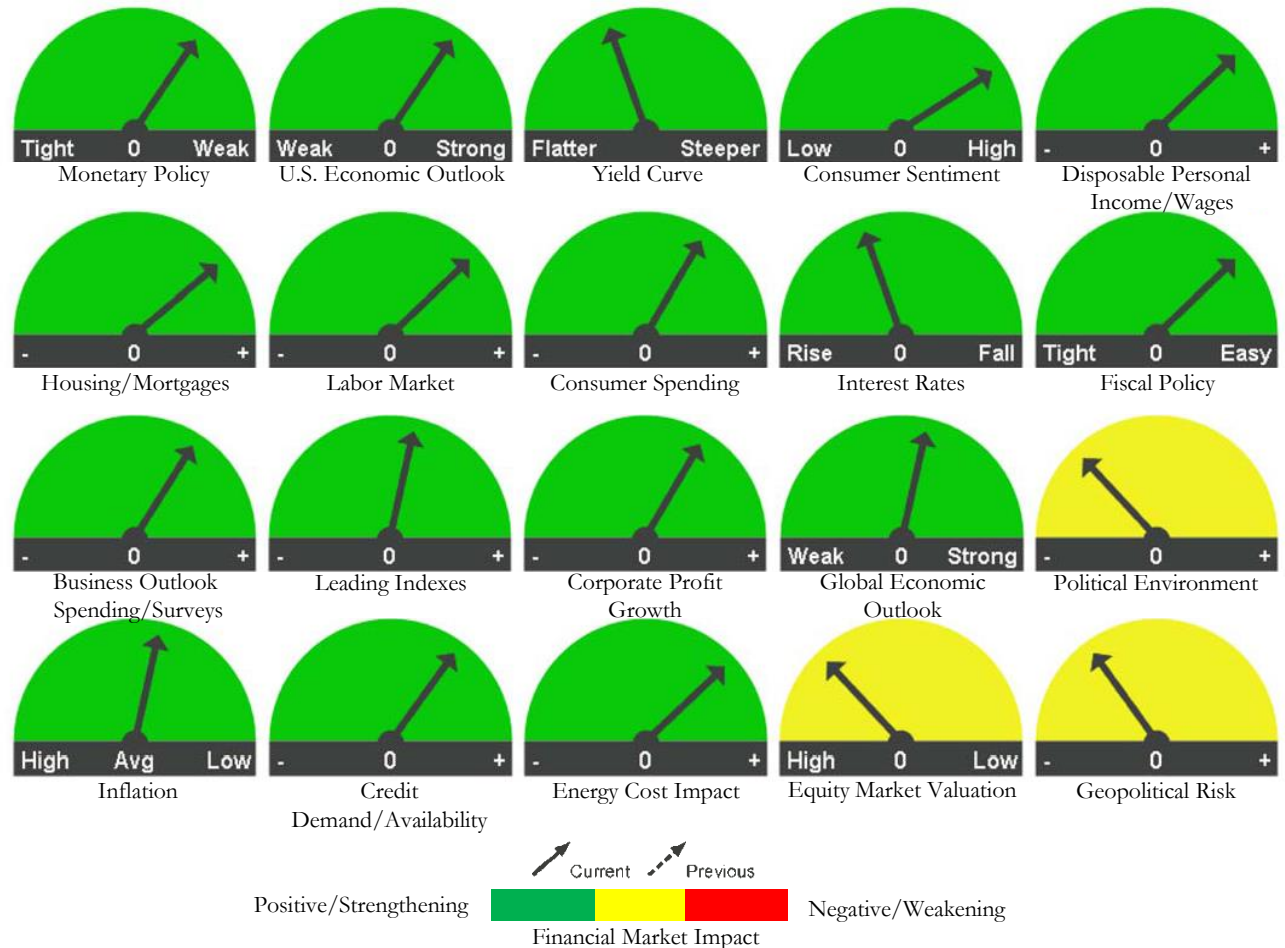 Tight 0 Weak
Monetary Policy
Weak 0 Strong
U.S. Economic Outlook
Flatter Steeper
Yield Curve
Low 0 High
Consumer Sentiment
- 0 +
Disposable Personal
Income/Wages
- 0 +
Housing/Mortgages
- 0 +
Labor Market
- 0 +
Consumer Spending
Rise 0 Fall
Interest Rates
Tight 0 Easy
Fiscal Policy
- 0 +
Business Outlook
Spending/Surveys
- 0 +
Leading Indexes
- 0 +
Corporate Profit
Growth
Weak 0 Strong
Global Economic
Outlook
- 0 +
Political Environment
High Avg Low
Inflation
- 0 +
Credit
Demand/Availability
- 0 +
Energy Cost Impact
High 0 Low
Equity Market Valuation
- 0 +
Geopolitical Risk
Current Previous
Positive/Strengthening Negative/Weakening
Financial Market Impact